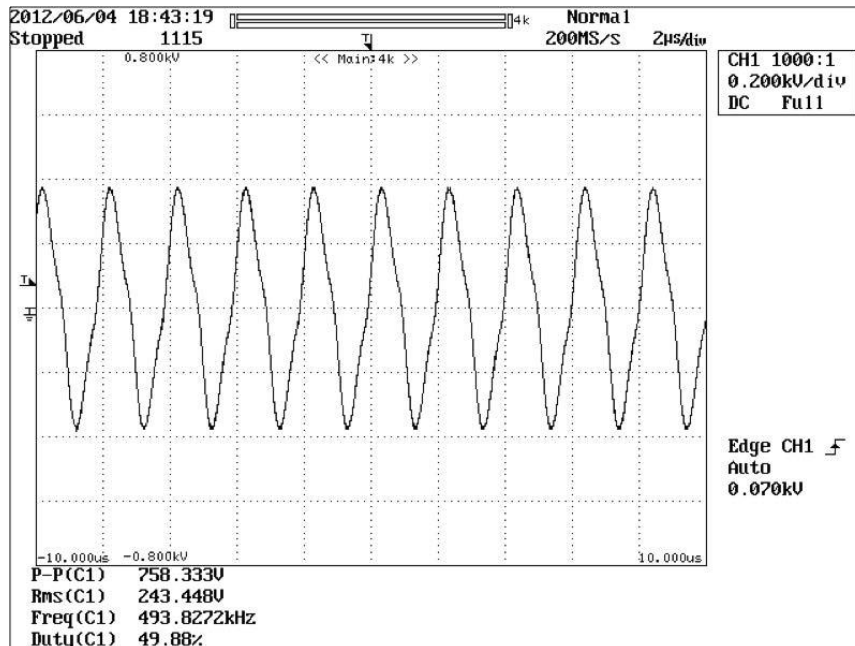 2012/06/04 18:43:19 4k Normal
Stopped 1115 T 200MS/s 2µs/div
0.800kV << Main:4k >>
CH1 1000:1
0.200kV/div
DC Full
T
Edge CH1
Auto
0.070kV
-10.000us -0.800kV 10.000us
P-P(C1) 758.333V
Rms(C1) 243.448V
Freq(C1) 493.8272kHz
Duty(C1) 49.88%